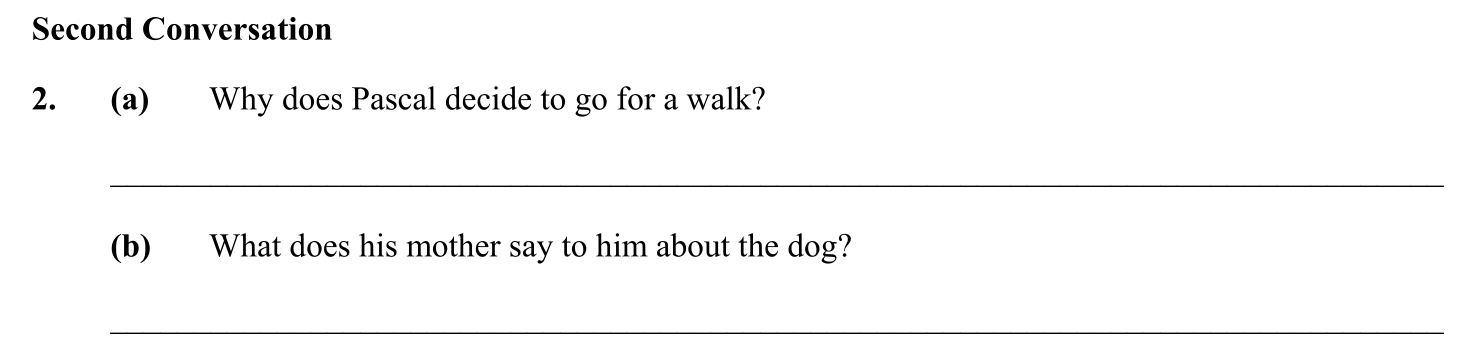 Second Conversation
2. (a) Why does Pascal decide to go for a walk?
(b) What does his mother say to him about the dog?